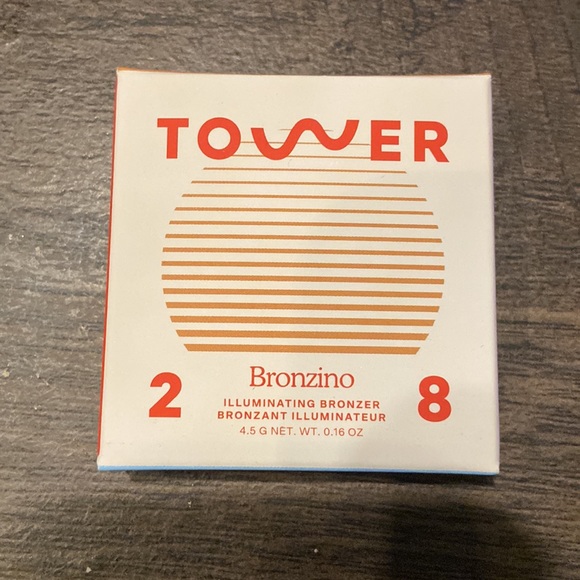 TOWER
Bronzino
2 8
ILLUMINATING BRONZER
BRONZANT ILLUMINATEUR
4.5 G NET. WT. 0.16 OZ